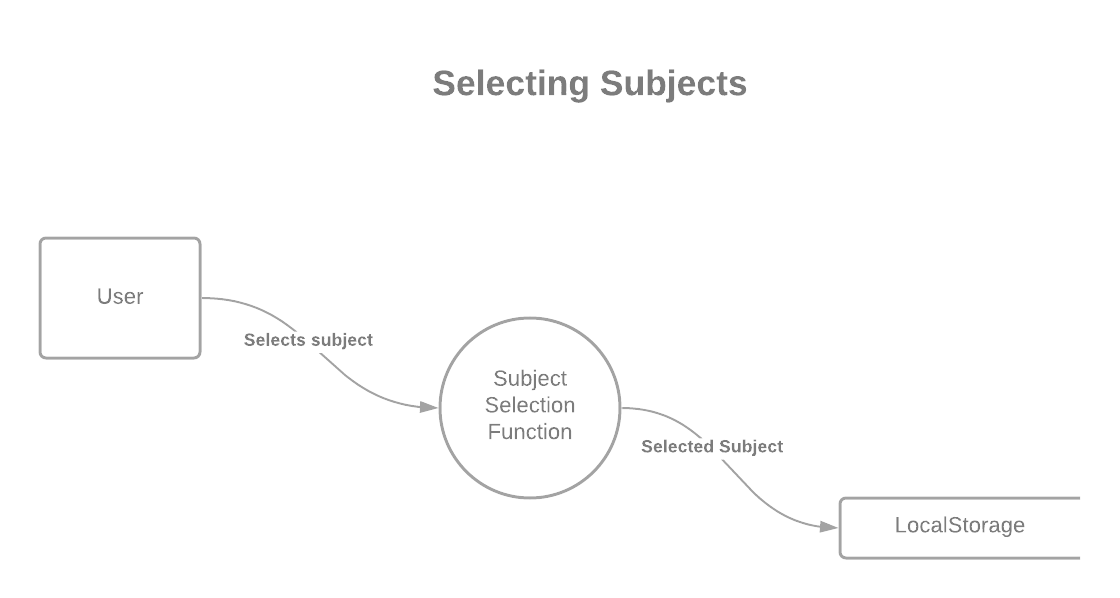 Selecting Subjects
User
Selects subject
Subject
Selection
Function
Selected Subject
LocalStorage